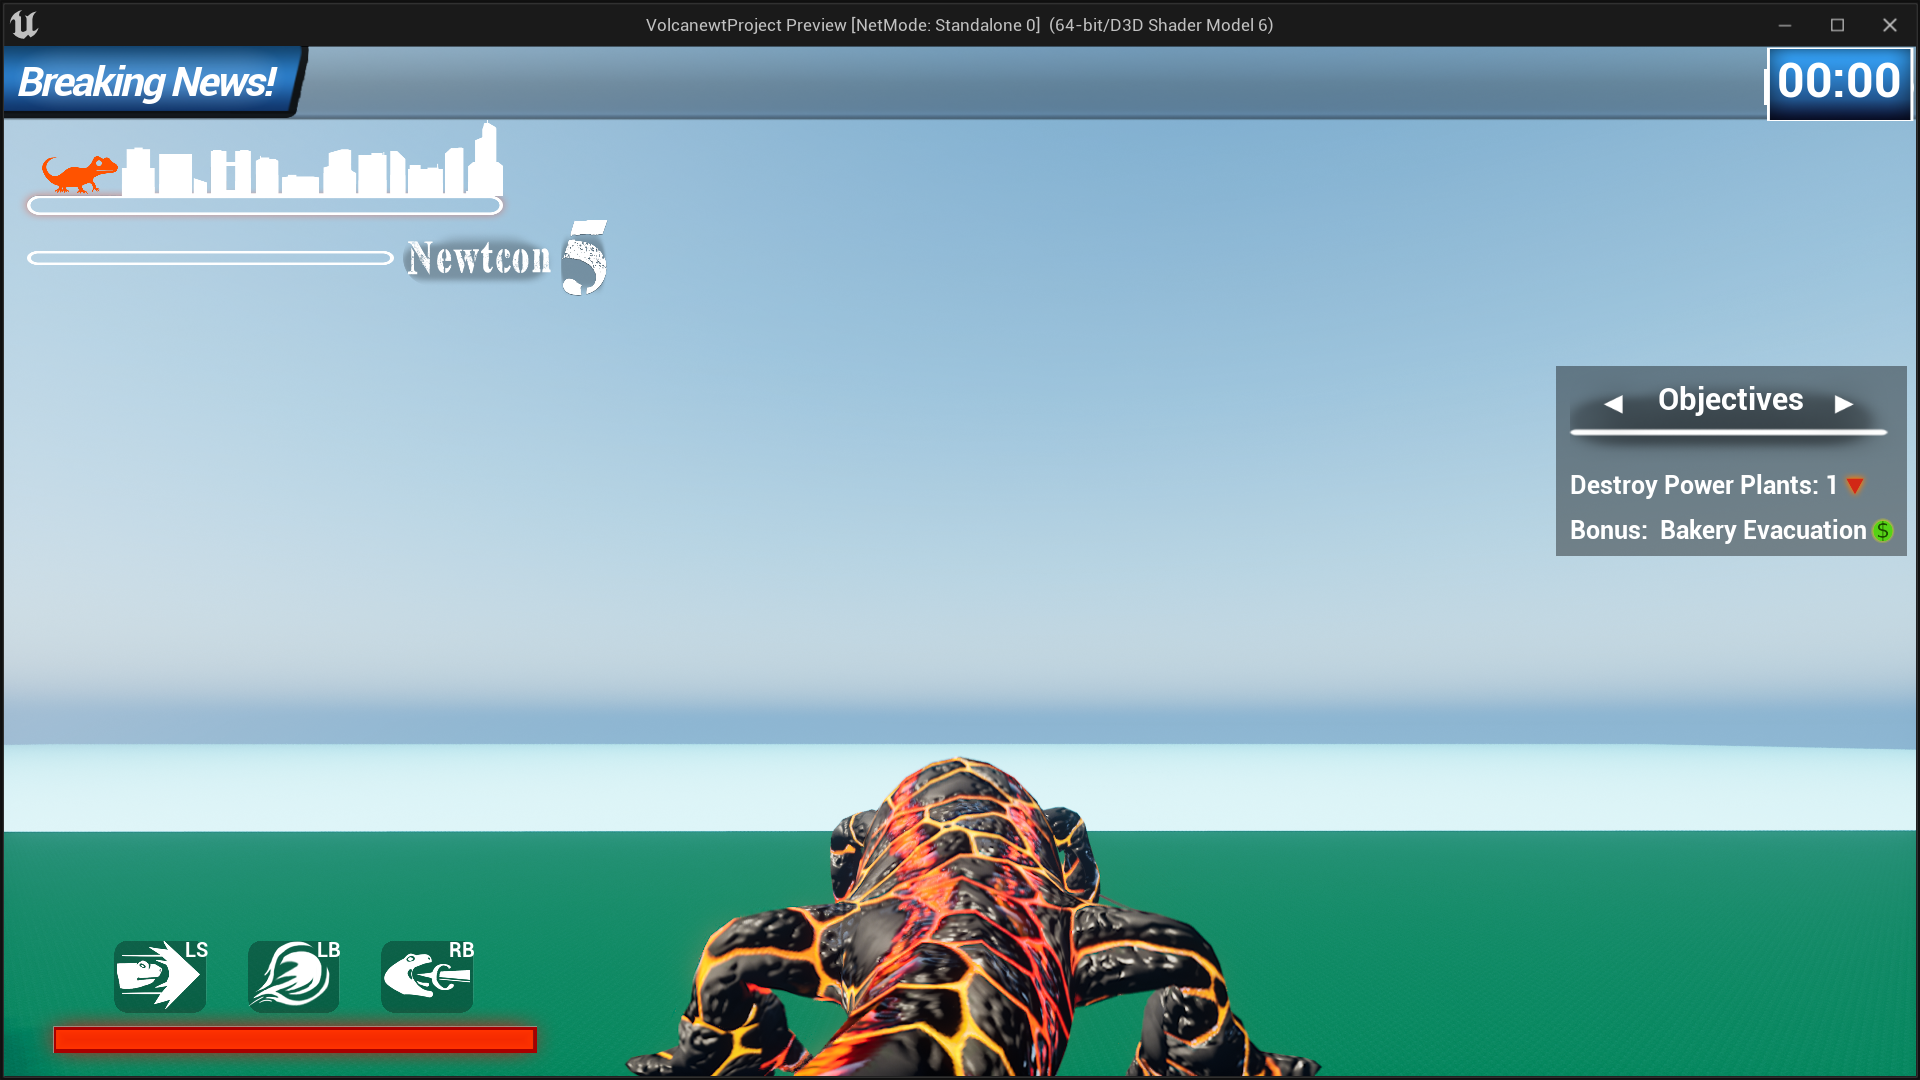 VolcanewtProject Preview [NetMode: Standalone 0] (64-bit/D3D Shader Model 6)
Breaking News!
00:00
Newtcon 5
Objectives
Destroy Power Plants: 1
Bonus: Bakery Evacuation $
LS
LB
RB